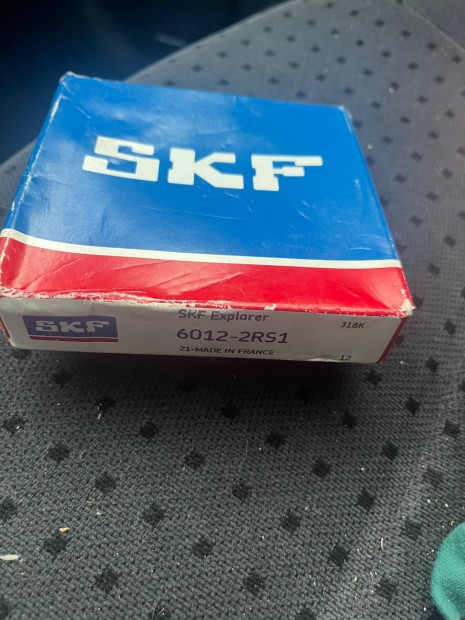 SKF
SKF
SKF Explorer
318K
6012-2RS1
21-MADE IN FRANCE
12